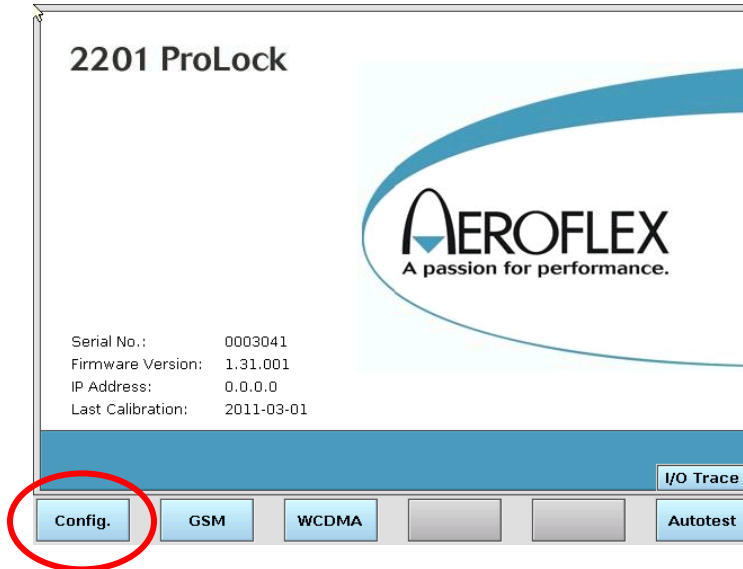 2201 ProLock
AEROFLEX
A passion for performance.
Serial No.: 0003041
Firmware Version: 1.31.001
IP Address: 0.0.0.0
Last Calibration: 2011-03-01
I/O Trace
Config. GSM WCDMA Autotest